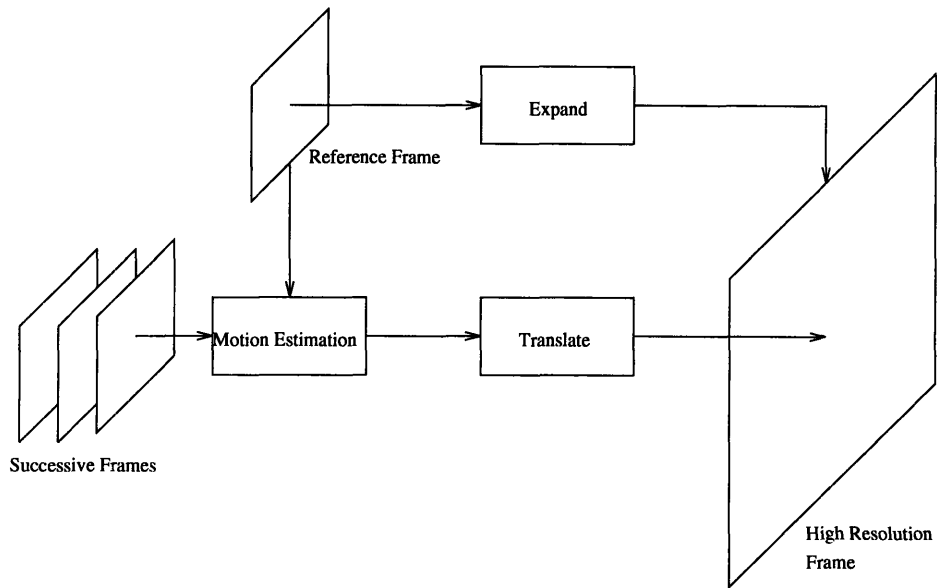 Expand
Reference Frame
Motion Estimation
Translate
Successive Frames
High Resolution
Frame